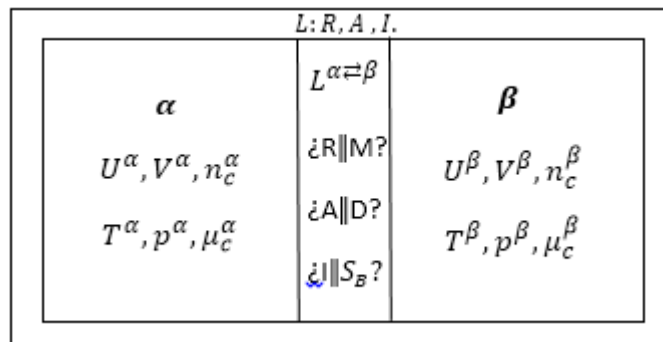 L: R, A , I.
L^{α⇄β}
α
β
¿R‖M?
U^α, V^α, n_c^α
U^β, V^β, n_c^β
¿A‖D?
T^α, p^α, μ_c^α
T^β, p^β, μ_c^β
¿I‖S_B?